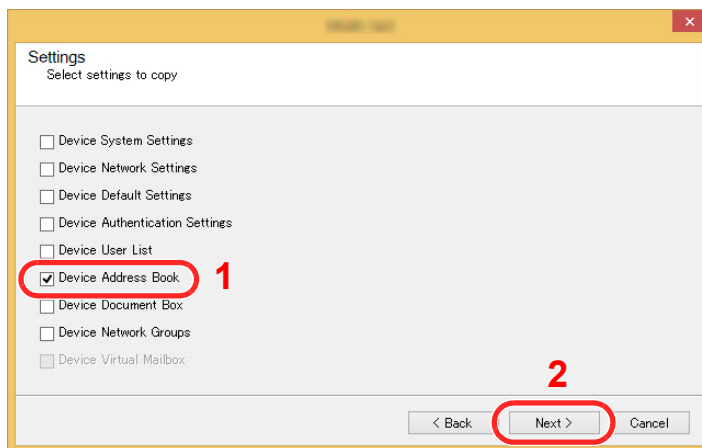 Settings
Select settings to copy
Device System Settings
Device Network Settings
Device Default Settings
Device Authentication Settings
Device User List
Device Address Book 1
Device Document Box
Device Network Groups
Device Virtual Mailbox
2
< Back Next > Cancel